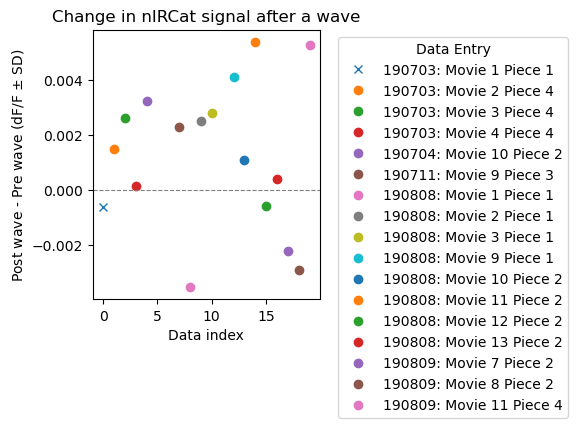 Change in nIRCat signal after a wave
Post wave - Pre wave (dF/F ± SD)
0.004
0.002
0.000
−0.002
0
5
10
15
Data index
Data Entry
190703: Movie 1 Piece 1
190703: Movie 2 Piece 4
190703: Movie 3 Piece 4
190703: Movie 4 Piece 4
190704: Movie 10 Piece 2
190711: Movie 9 Piece 3
190808: Movie 1 Piece 1
190808: Movie 2 Piece 1
190808: Movie 3 Piece 1
190808: Movie 9 Piece 1
190808: Movie 10 Piece 2
190808: Movie 11 Piece 2
190808: Movie 12 Piece 2
190808: Movie 13 Piece 2
190809: Movie 7 Piece 2
190809: Movie 8 Piece 2
190809: Movie 11 Piece 4